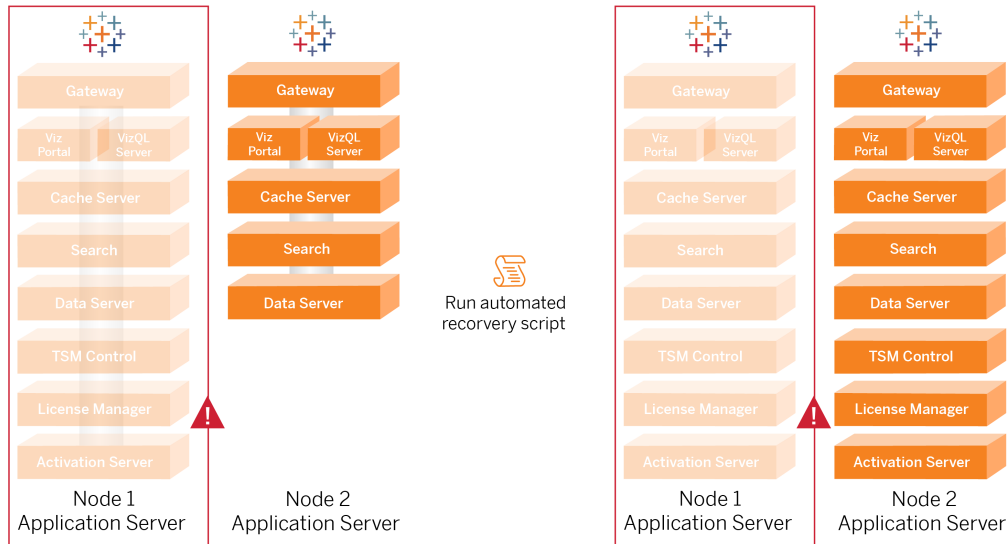 Gateway
Viz
Portal
VizQL
Server
Cache Server
Search
Data Server
TSM Control
License Manager
Activation Server
!
Node 1
Application Server
Gateway
Viz
Portal
VizQL
Server
Cache Server
Search
Data Server
Node 2
Application Server
Run automated
recorvery script
Gateway
Viz
Portal
VizQL
Server
Cache Server
Search
Data Server
TSM Control
License Manager
Activation Server
!
Node 1
Application Server
Gateway
Viz
Portal
VizQL
Server
Cache Server
Search
Data Server
TSM Control
License Manager
Activation Server
Node 2
Application Server